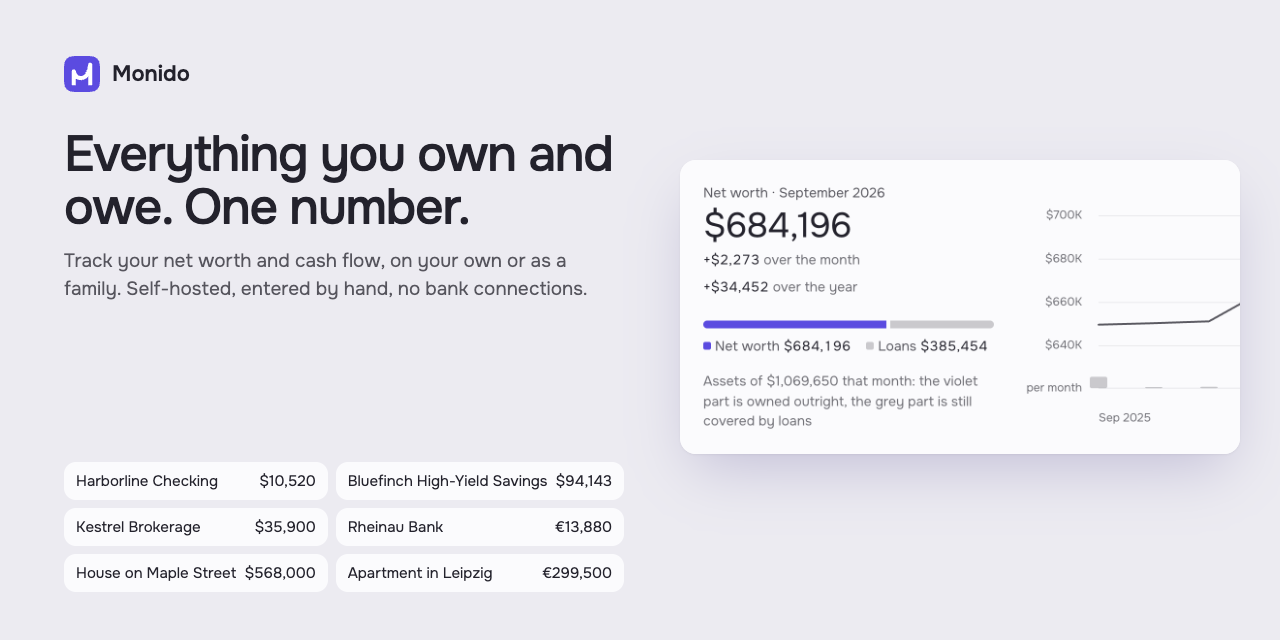 Monido
Everything you own and
owe. One number.
Track your net worth and cash flow, on your own or as a
family. Self-hosted, entered by hand, no bank connections.
Harborline Checking $10,520
Bluefinch High-Yield Savings $94,143
Kestrel Brokerage $35,900
Rheinau Bank €13,880
House on Maple Street $568,000
Apartment in Leipzig €299,500
Net worth · September 2026
$684,196
+$2,273 over the month
+$34,452 over the year
Net worth $684,196 Loans $385,454
Assets of $1,069,650 that month: the violet
part is owned outright, the grey part is still
covered by loans
$700K
$680K
$660K
$640K
per month
Sep 2025